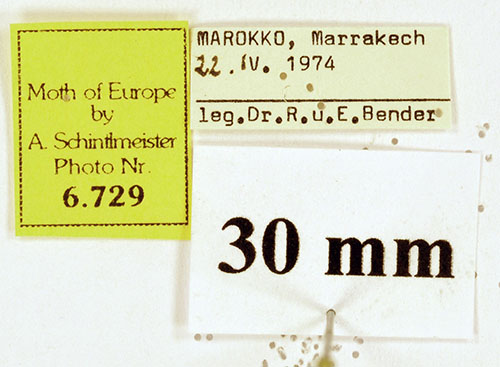 Moth of Europe
by
A. Schintlmeister
Photo Nr.
6.729
MAROKKO, Marrakech
22.IV. 1974
leg.Dr.R.u.E.Bender
30 mm